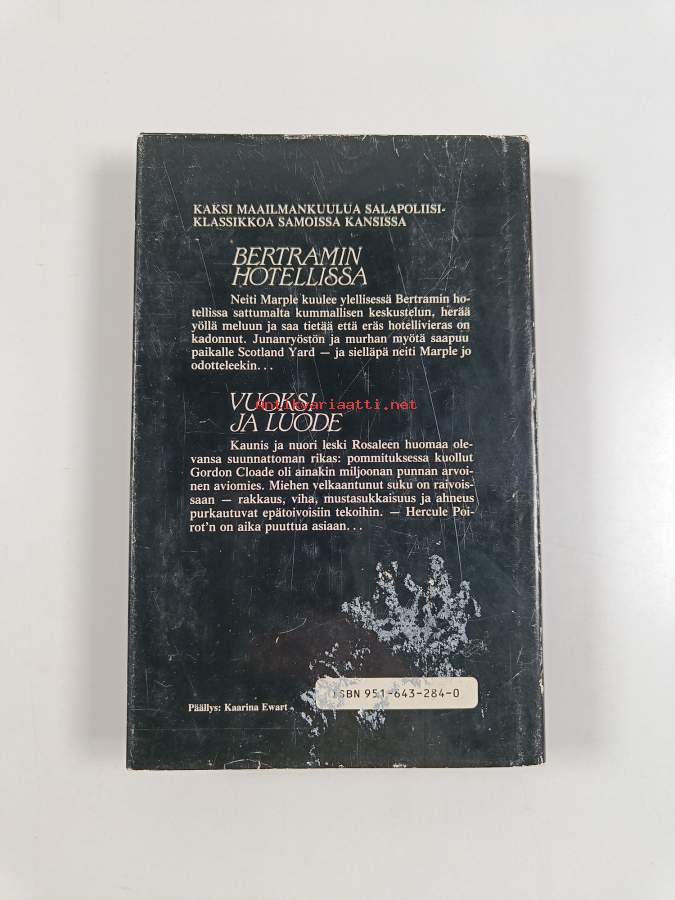 KAKSI MAAILMANKUULUA SALAPOLIISI-
KLASSIKKOA SAMOISSA KANSISSA
BERTRAMIN
HOTELLISSA
Neiti Marple kuulee ylellisessä Bertramin ho-
tellissa sattumalta kummallisen keskustelun, herää
yöllä meluun ja saa tietää että eräs hotellivieras on
kadonnut. Junanryöstön ja murhan myötä saapuu
paikalle Scotland Yard — ja sielläpä neiti Marple jo
odotteleekin...
VUOKSI
antikvariaatti.net
JA LUODE
Kaunis ja nuori leski Rosaleen huomaa ole-
vansa suunnattoman rikas: pommituksessa kuollut
Gordon Cloade oli ainakin miljoonan punnan arvoi-
nen aviomies. Miehen velkaantunut suku on raivois-
saan — rakkaus, viha, mustasukkaisuus ja ahneus
purkautuvat epätoivoisiin tekoihin. — Hercule Poi-
rot'n on aika puuttua asiaan...
ISBN 951-643-284-0
Päällys: Kaarina Ewart